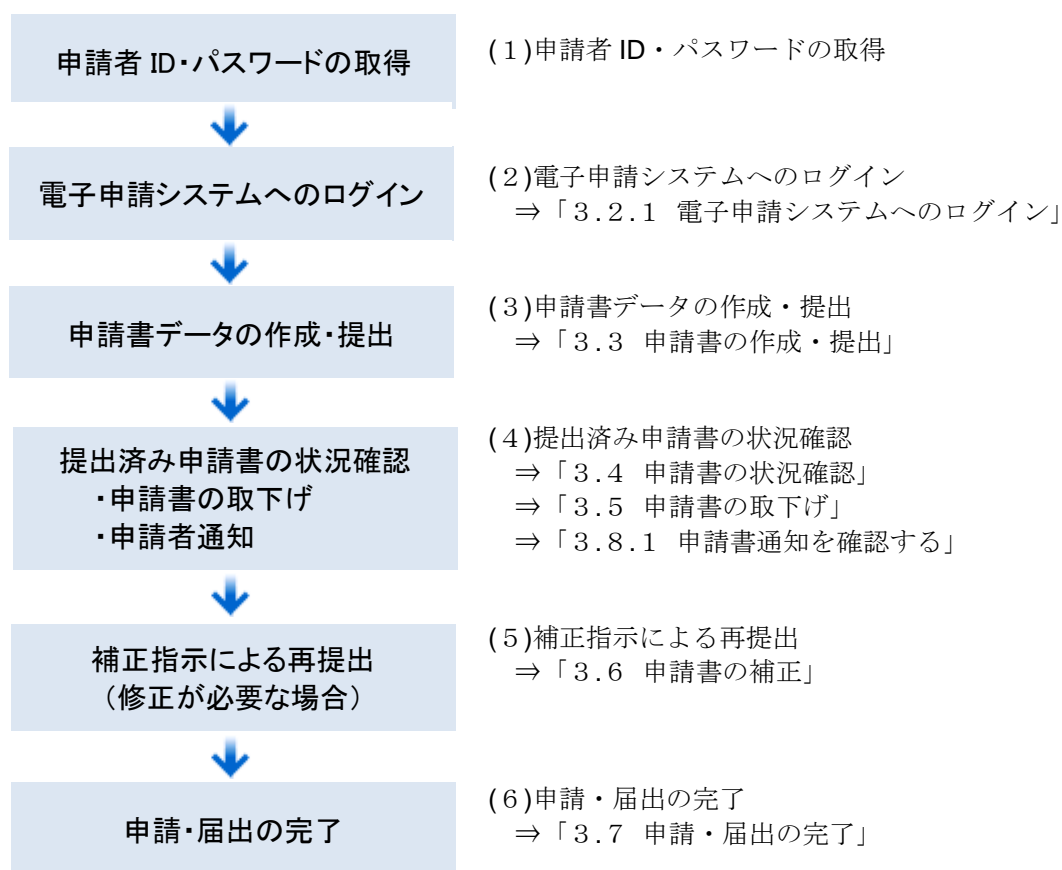 申請者 ID・パスワードの取得
(１)申請者 ID・パスワードの取得
電子申請システムへのログイン
(２)電子申請システムへのログイン
⇒「３.２.１ 電子申請システムへのログイン」
申請書データの作成・提出
(３)申請書データの作成・提出
⇒「３.３ 申請書の作成・提出」
提出済み申請書の状況確認
・申請書の取下げ
・申請者通知
(４)提出済み申請書の状況確認
⇒「３.４ 申請書の状況確認」
⇒「３.５ 申請書の取下げ」
⇒「３.８.１ 申請書通知を確認する」
補正指示による再提出
（修正が必要な場合）
(５)補正指示による再提出
⇒「３.６ 申請書の補正」
申請・届出の完了
(６)申請・届出の完了
⇒「３.７ 申請・届出の完了」